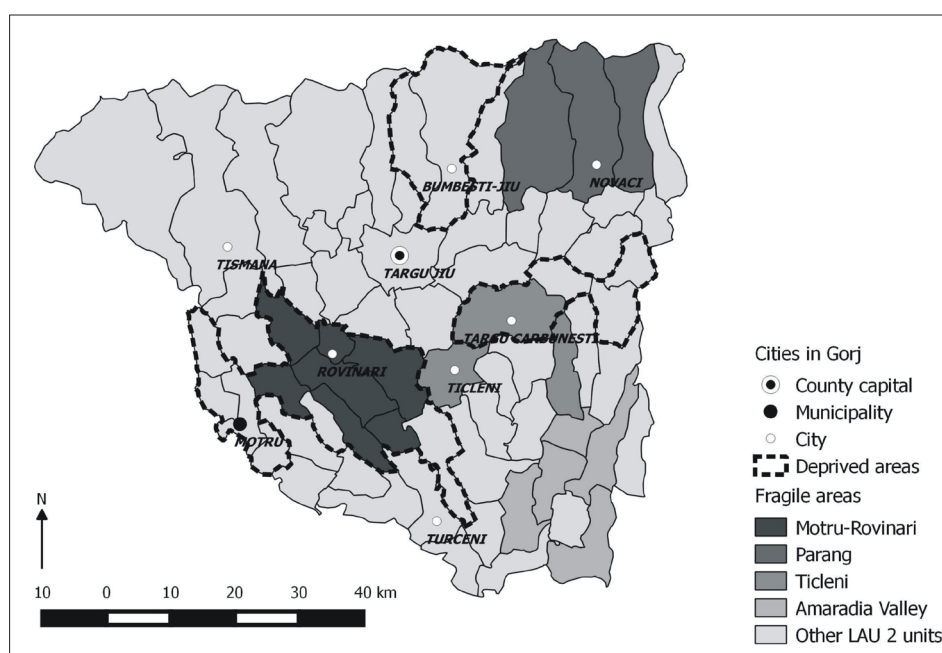 BUMBESTI-JIU
NOVACI
TISMANA
TARGU JIU
TARGU CARBUNESTI
ROVINARI
TICLENI
MOTRU
TURCENI
N
10 0 10 20 30 40 km
Cities in Gorj
County capital
Municipality
City
Deprived areas
Fragile areas
Motru-Rovinari
Parang
Ticleni
Amaradia Valley
Other LAU 2 units